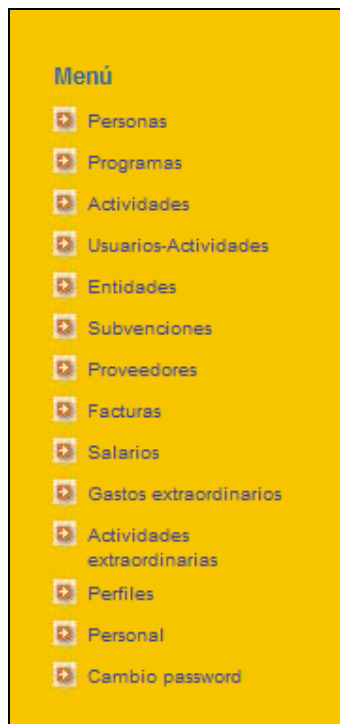 Menú
Personas
Programas
Actividades
Usuarios-Actividades
Entidades
Subvenciones
Proveedores
Facturas
Salarios
Gastos extraordinarios
Actividades
extraordinarias
Perfiles
Personal
Cambio password